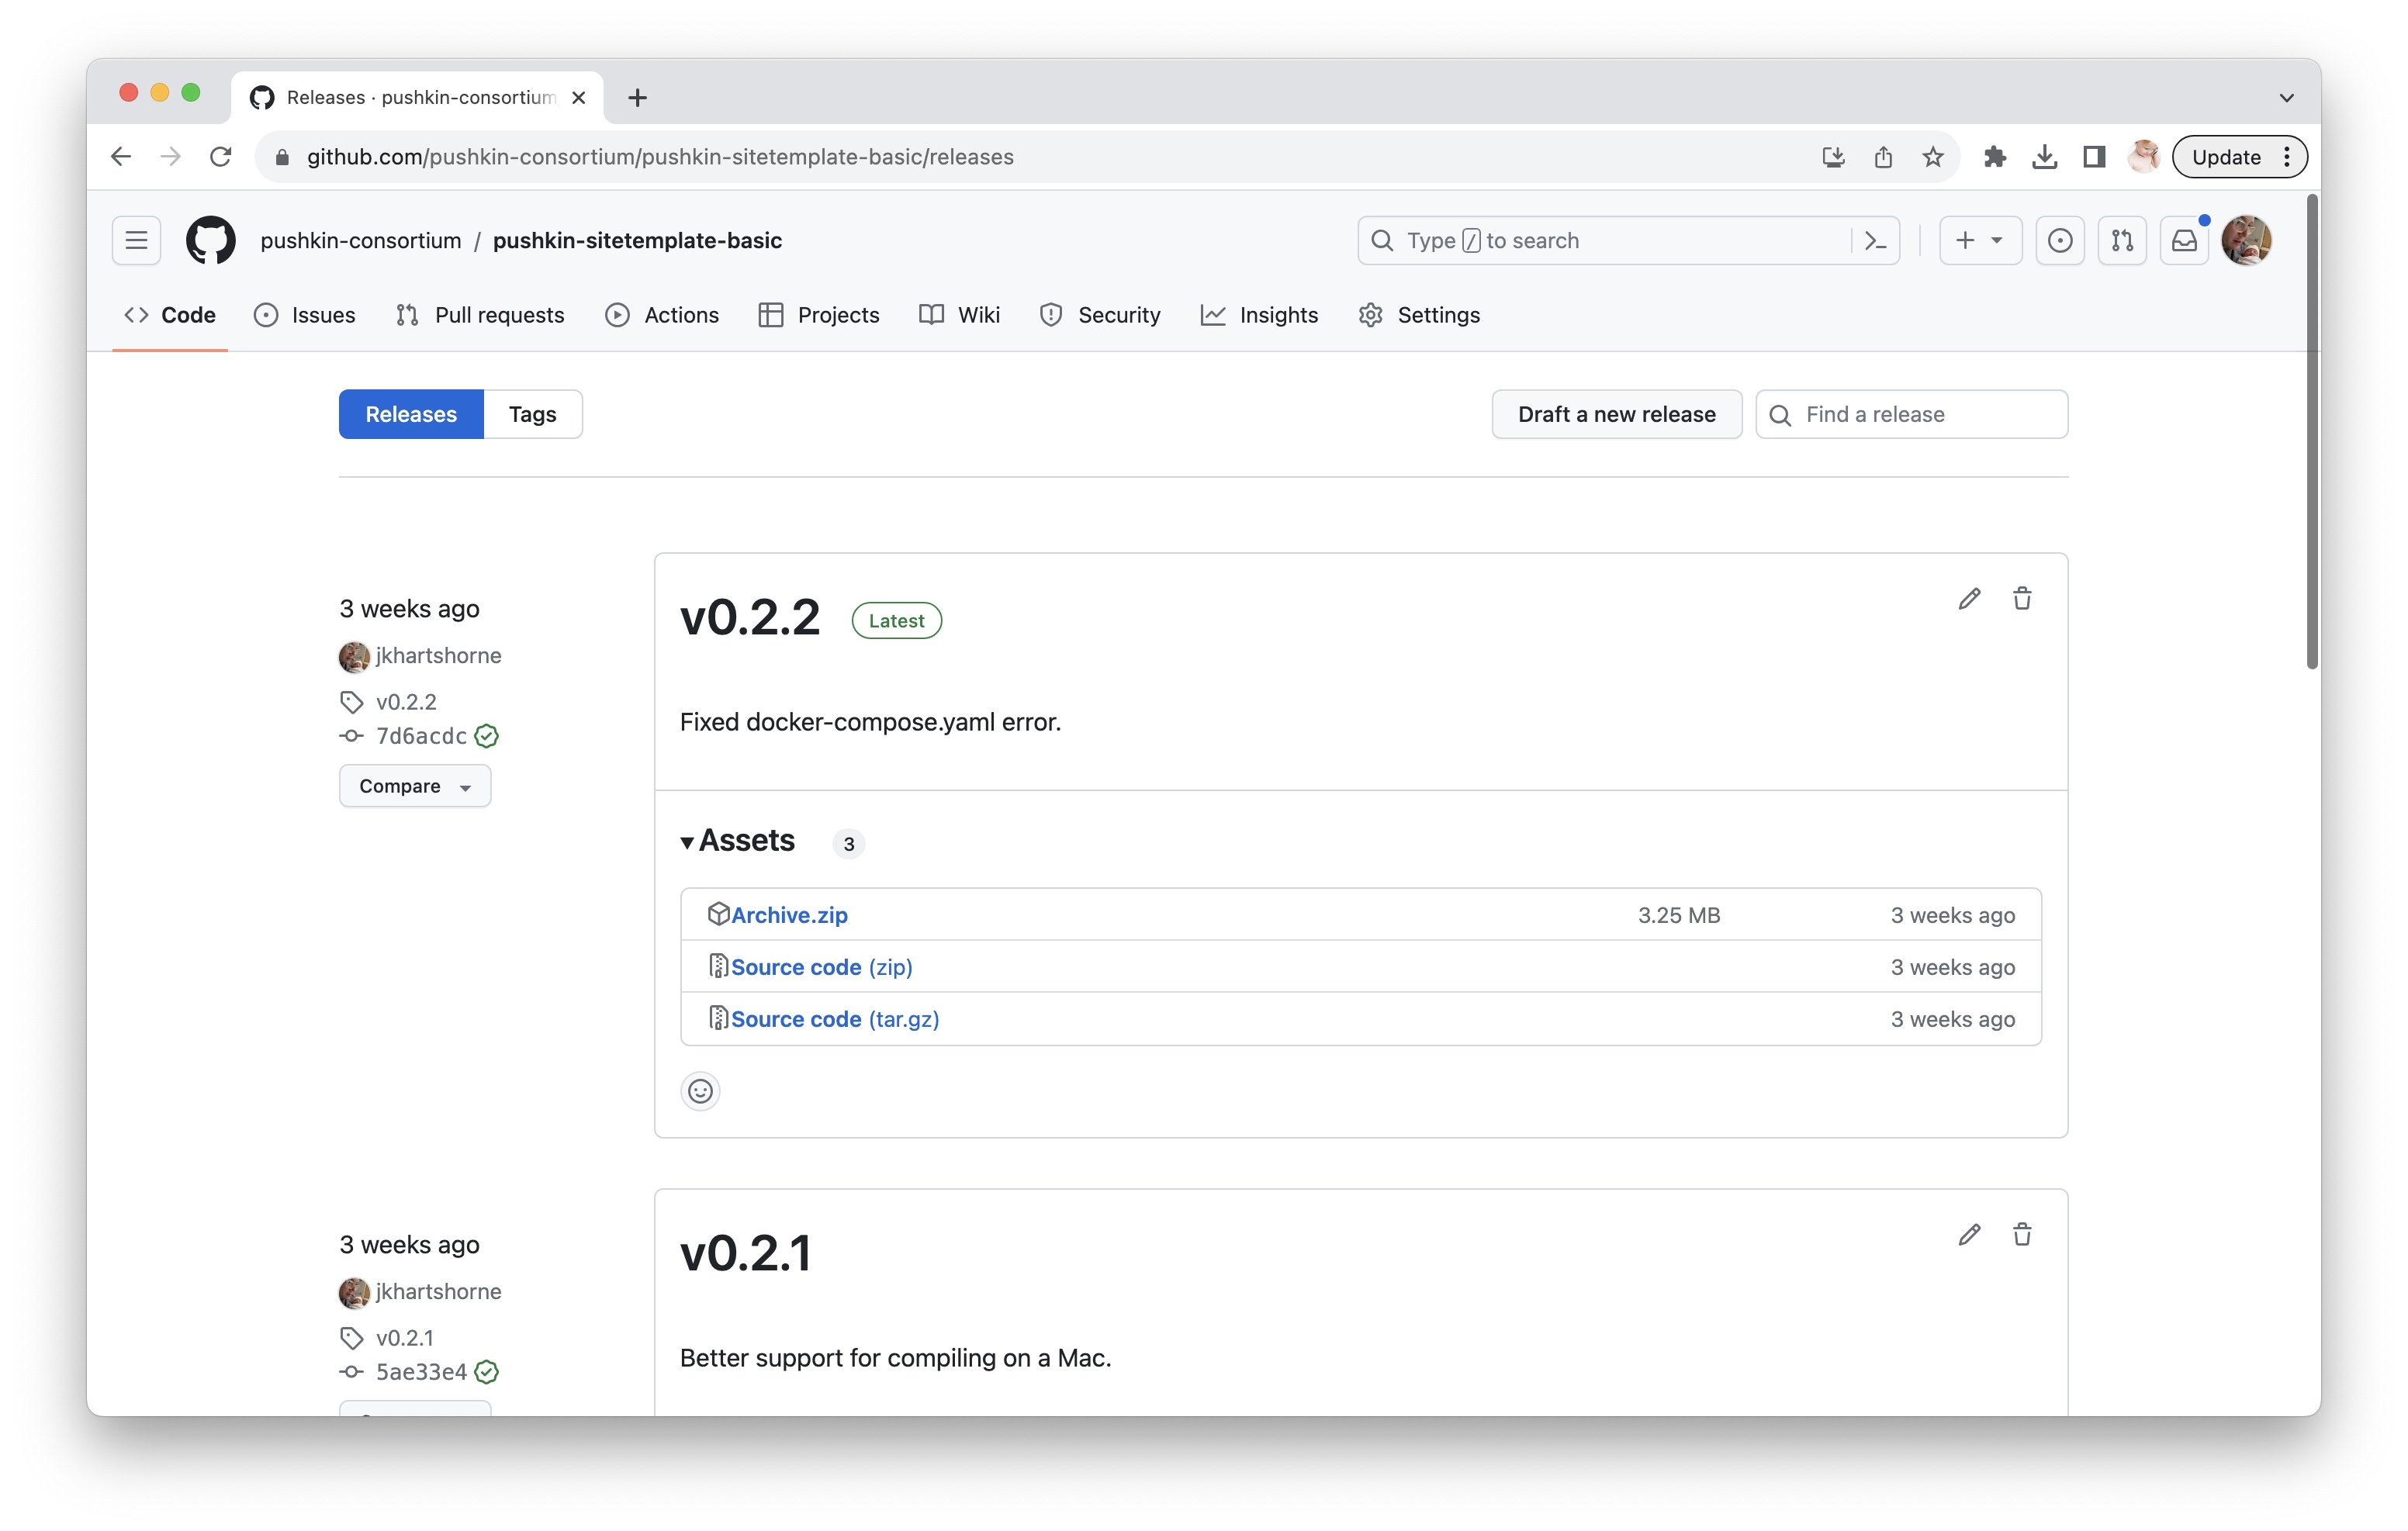 Releases · pushkin-consortium
github.com/pushkin-consortium/pushkin-sitetemplate-basic/releases
Update
pushkin-consortium / pushkin-sitetemplate-basic
Type / to search
Code Issues Pull requests Actions Projects Wiki Security Insights Settings
Releases Tags
Draft a new release
Find a release
3 weeks ago
jkhartshorne
v0.2.2
7d6acdc
Compare
v0.2.2 Latest
Fixed docker-compose.yaml error.
Assets 3
Archive.zip 3.25 MB 3 weeks ago
Source code (zip) 3 weeks ago
Source code (tar.gz) 3 weeks ago
3 weeks ago
jkhartshorne
v0.2.1
5ae33e4
v0.2.1
Better support for compiling on a Mac.